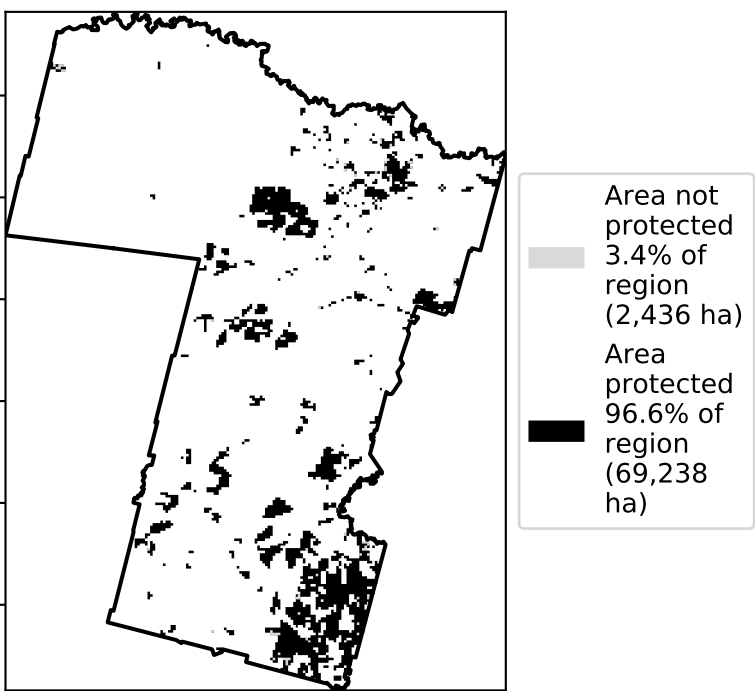 Area not
protected
3.4% of
region
(2,436 ha)
Area
protected
96.6% of
region
(69,238
ha)